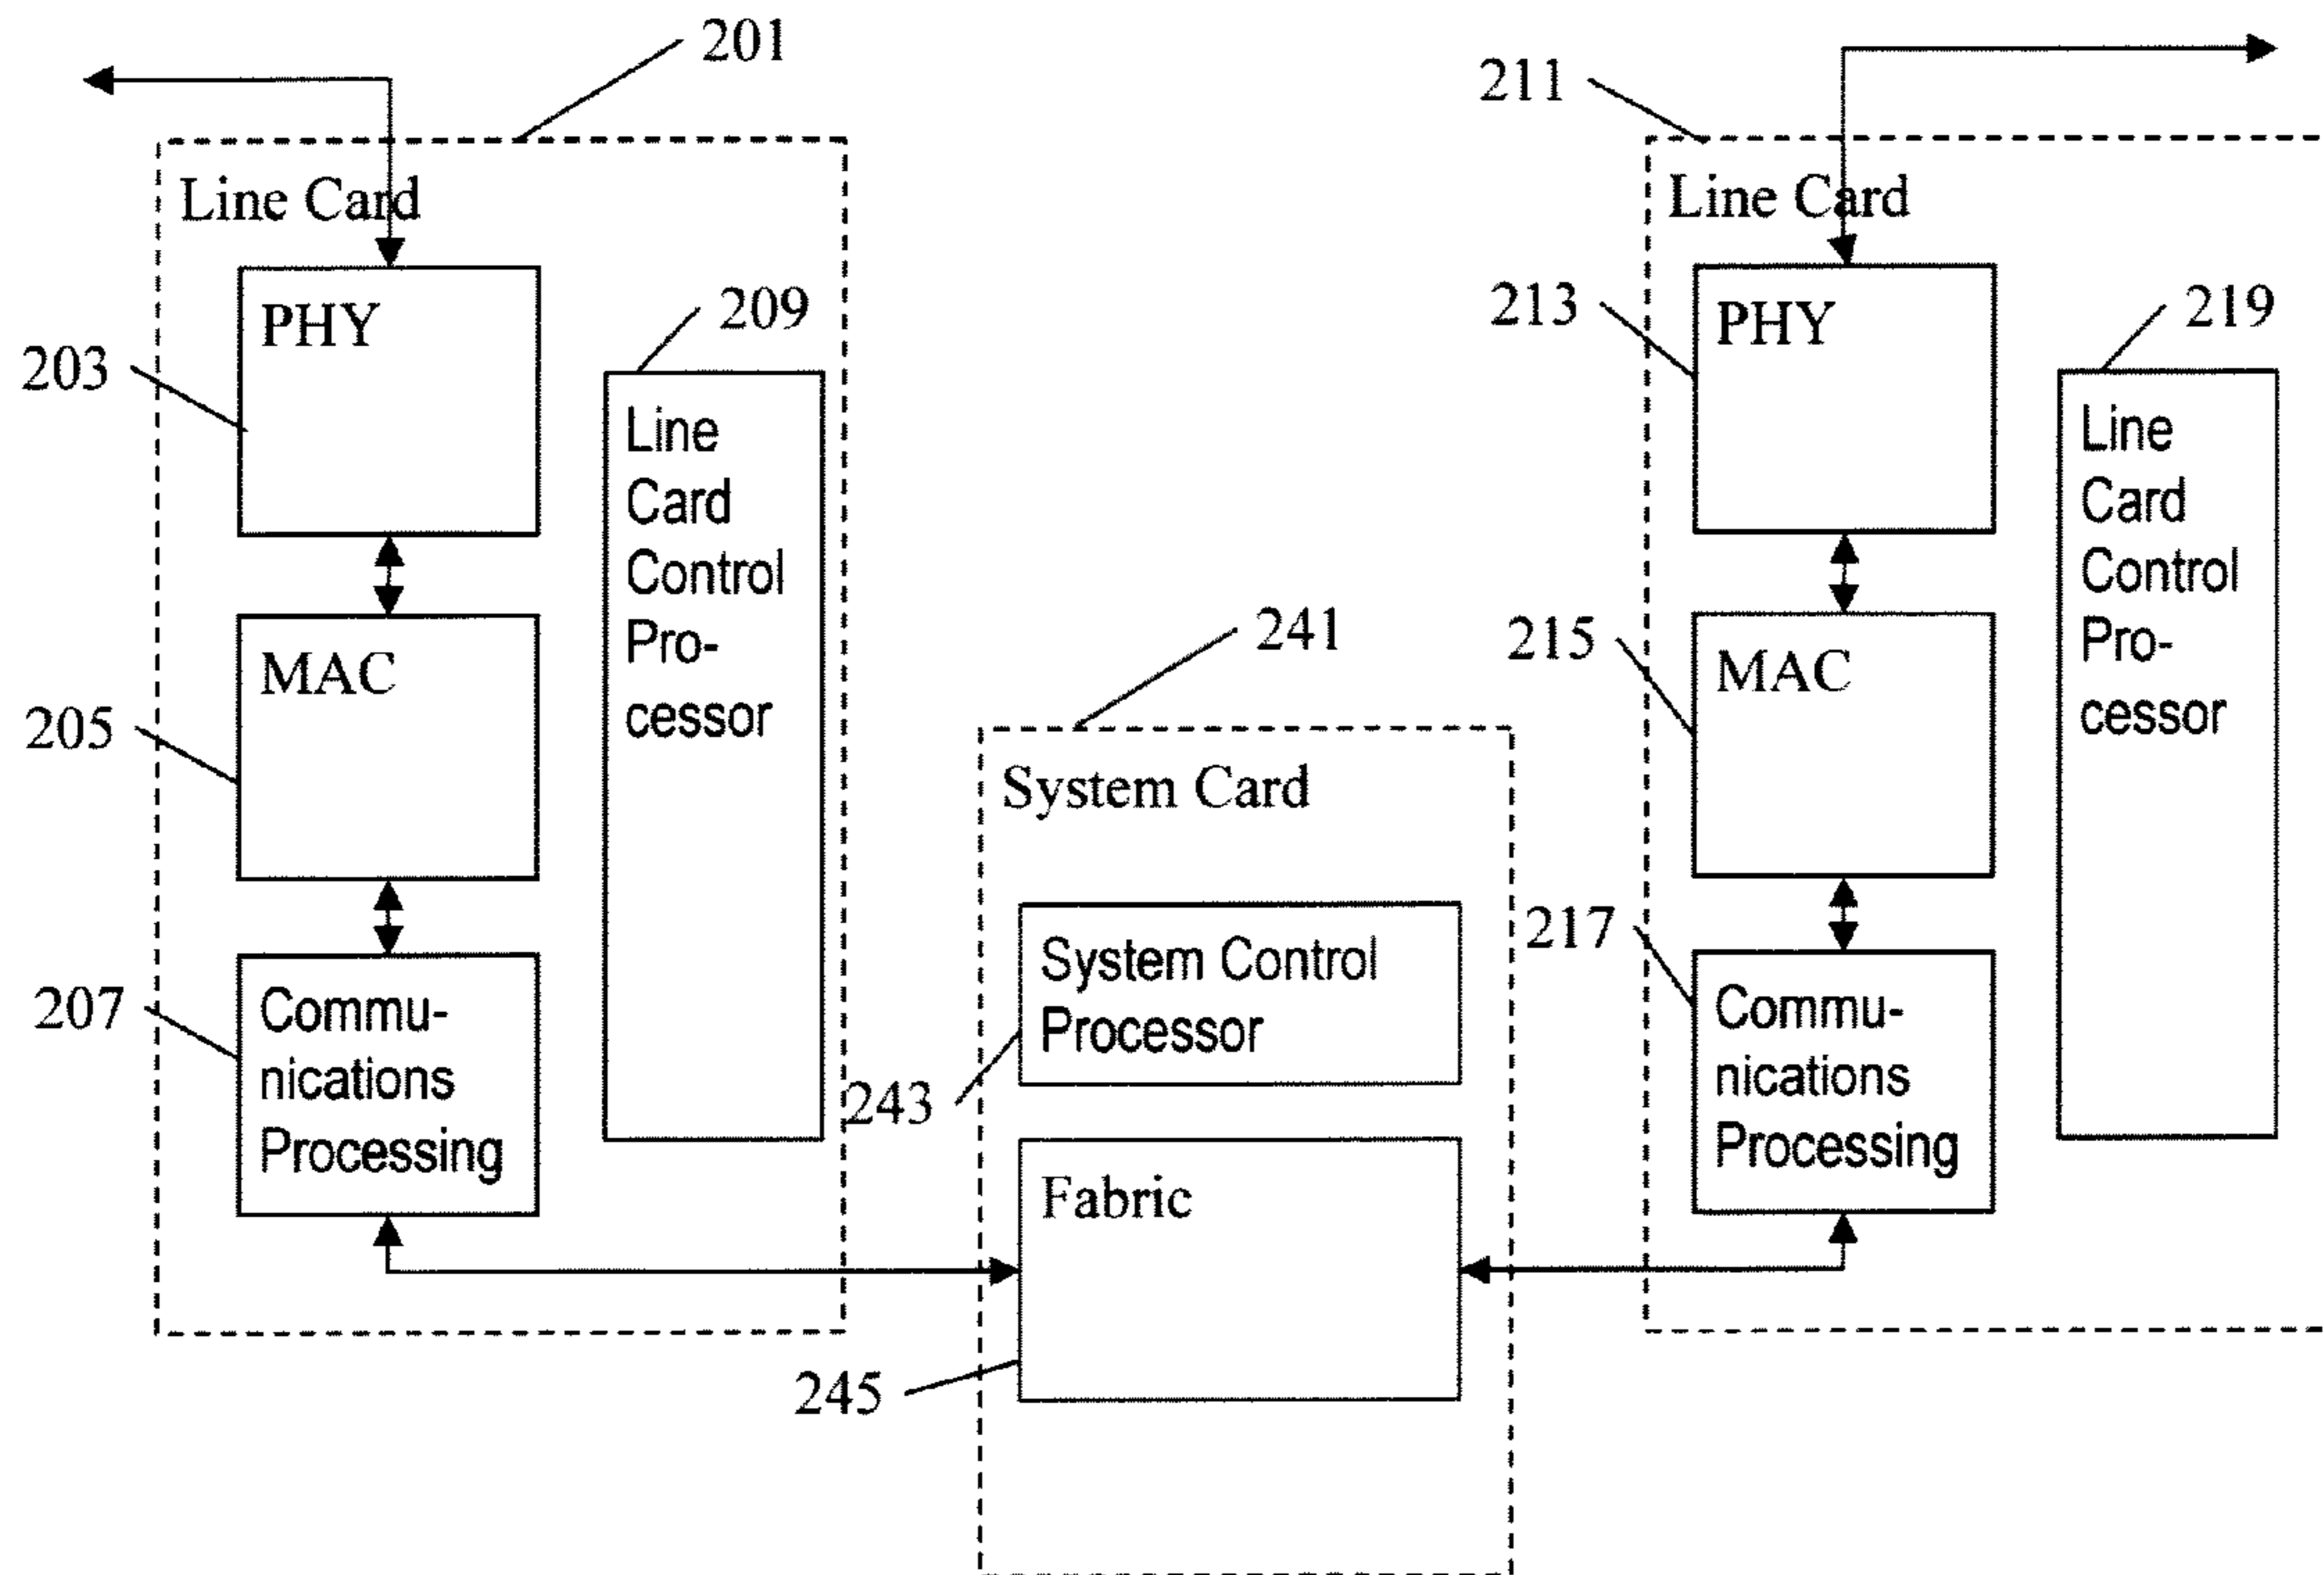 201
211
Line Card
Line Card
PHY
209
203
213
PHY
219
Line
Card
Control
Pro-
cessor
Line
Card
Control
Pro-
cessor
MAC
205
241
215
MAC
System Card
207
Commu-
nications
Processing
System Control
Processor
243
217
Commu-
nications
Processing
Fabric
245